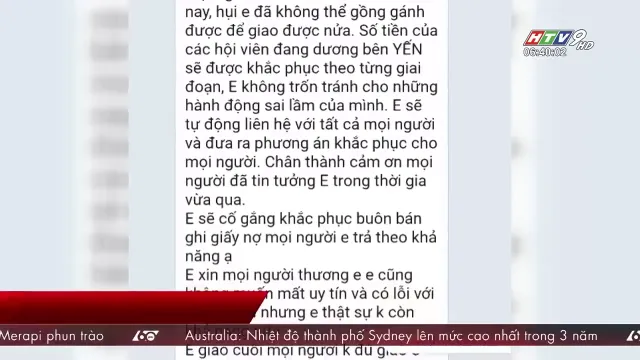 HTV9 HD
06:40:02
nay, hụi e đã không thể gồng gánh
được để giao được nửa. Số tiền của
các hội viên đang dương bên YẾN
sẽ được khắc phục theo từng giai
đoạn, E không trốn tránh cho những
hành động sai lầm của mình. E sẽ
tự động liên hệ với tất cả mọi người
và đưa ra phương án khắc phục cho
mọi người. Chân thành cảm ơn mọi
người đã tin tưởng E trong thời gia
vừa qua.
E sẽ cố gắng khắc phục buôn bán
ghi giấy nợ mọi người e trả theo khả
năng ạ
E xin mọi người thương e e cũng
không muốn mất uy tín và có lỗi với
nhưng e thật sự k còn
E giao cuối mọi người k đủ
Merapi phun trào
60
Australia: Nhiệt độ thành phố Sydney lên mức cao nhất trong 3 năm
60